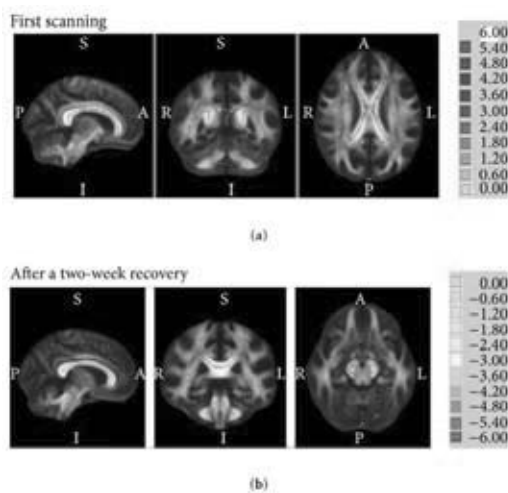 First scanning
S S A
P A R L R L
I I P
6.00
5.40
4.80
4.20
3.60
3.00
2.40
1.80
1.20
0.60
0.00
(a)
After a two-week recovery
S S A
P A R L R L
I I P
0.00
−0.60
−1.20
−1.80
−2.40
−3.00
−3.60
−4.20
−4.80
−5.40
−6.00
(b)